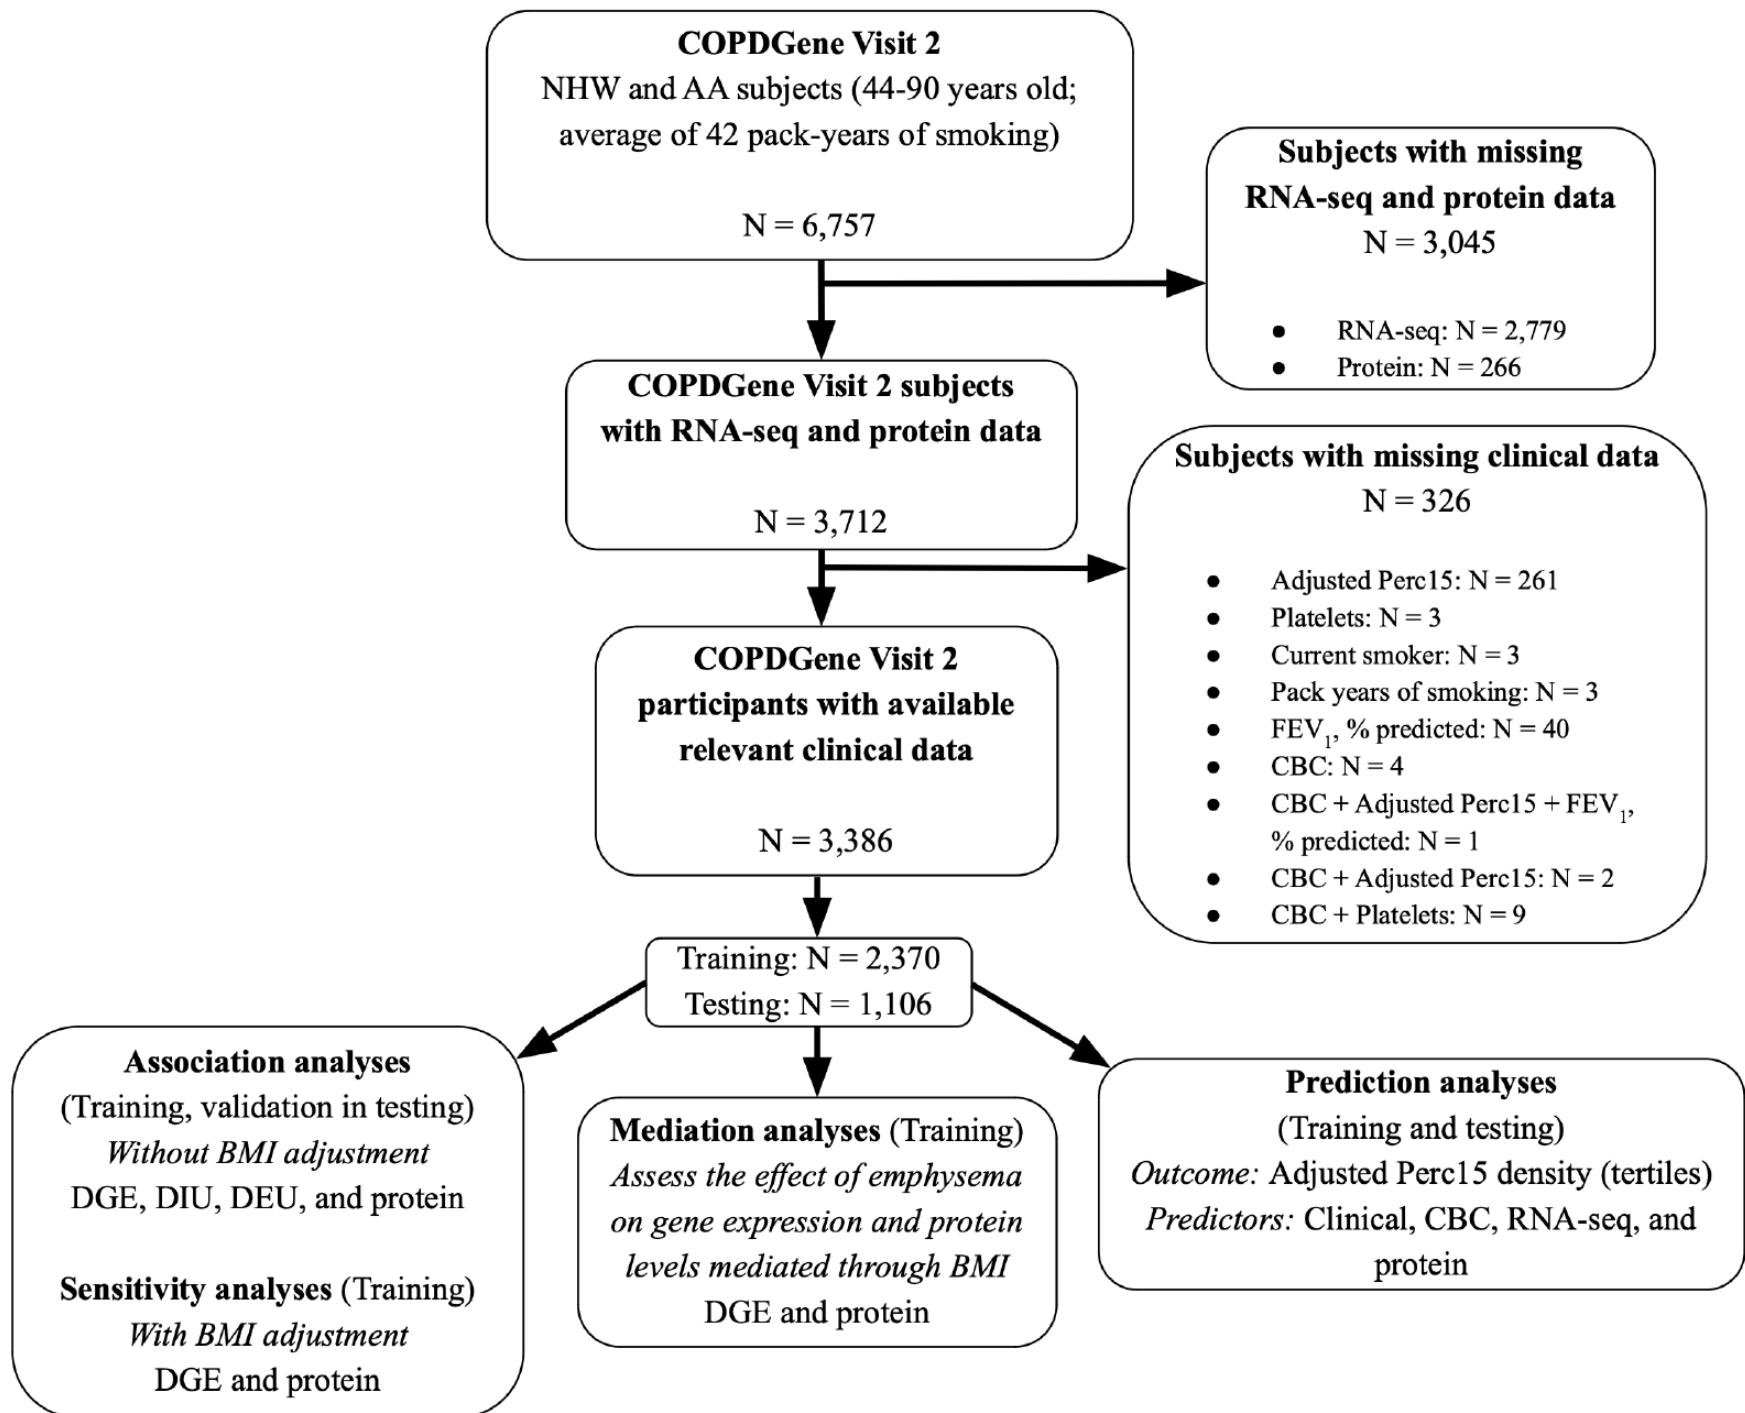 COPDGene Visit 2
NHW and AA subjects (44-90 years old;
average of 42 pack-years of smoking)
N = 6,757
Subjects with missing
RNA-seq and protein data
N = 3,045
● RNA-seq: N = 2,779
● Protein: N = 266
COPDGene Visit 2 subjects
with RNA-seq and protein data
N = 3,712
Subjects with missing clinical data
N = 326
● Adjusted Perc15: N = 261
● Platelets: N = 3
● Current smoker: N = 3
● Pack years of smoking: N = 3
● FEV₁, % predicted: N = 40
● CBC: N = 4
● CBC + Adjusted Perc15 + FEV₁,
% predicted: N = 1
● CBC + Adjusted Perc15: N = 2
● CBC + Platelets: N = 9
COPDGene Visit 2
participants with available
relevant clinical data
N = 3,386
Training: N = 2,370
Testing: N = 1,106
Association analyses
(Training, validation in testing)
Without BMI adjustment
DGE, DIU, DEU, and protein
Sensitivity analyses (Training)
With BMI adjustment
DGE and protein
Mediation analyses (Training)
Assess the effect of emphysema
on gene expression and protein
levels mediated through BMI
DGE and protein
Prediction analyses
(Training and testing)
Outcome: Adjusted Perc15 density (tertiles)
Predictors: Clinical, CBC, RNA-seq, and
protein